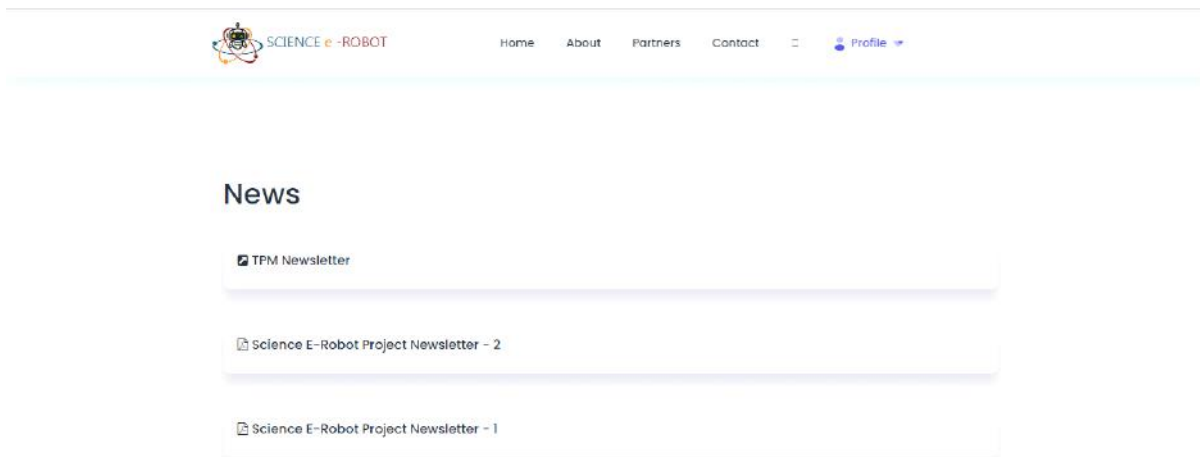 SCIENCE e -ROBOT
Home About Partners Contact Profile
News
TPM Newsletter
Science E-Robot Project Newsletter - 2
Science E-Robot Project Newsletter - 1